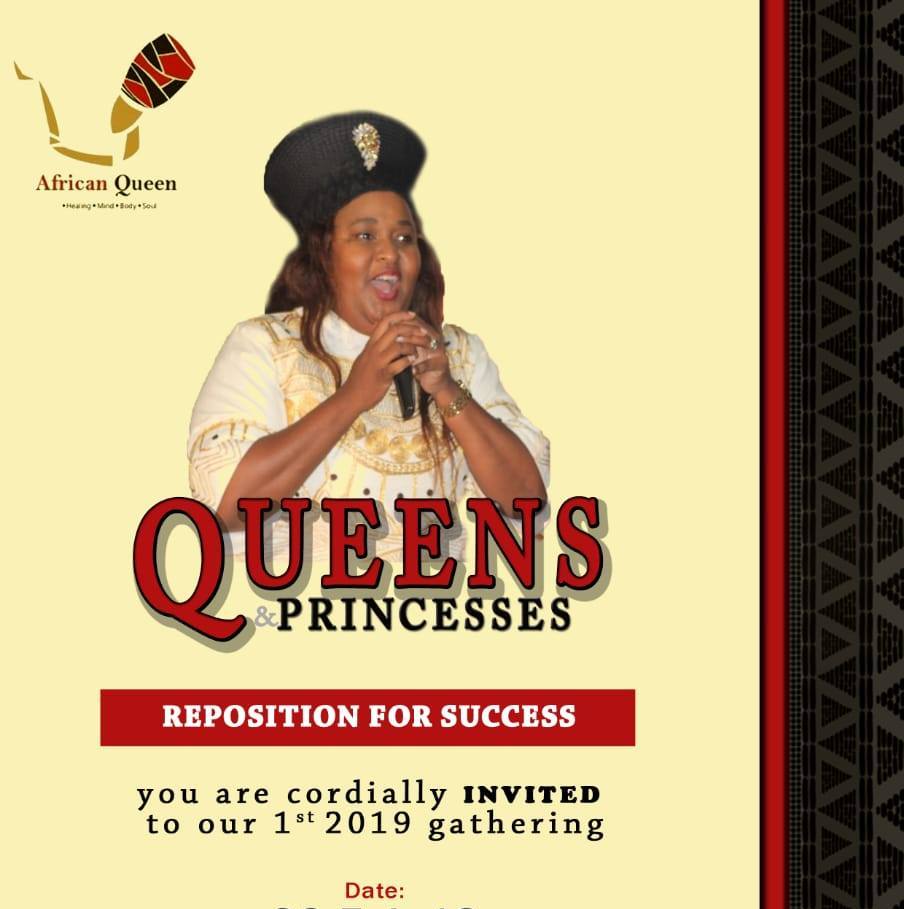 African Queen
•Healing•Mind•Body•Soul
QUEENS
&PRINCESSES
REPOSITION FOR SUCCESS
you are cordially INVITED
to our 1st 2019 gathering
Date: